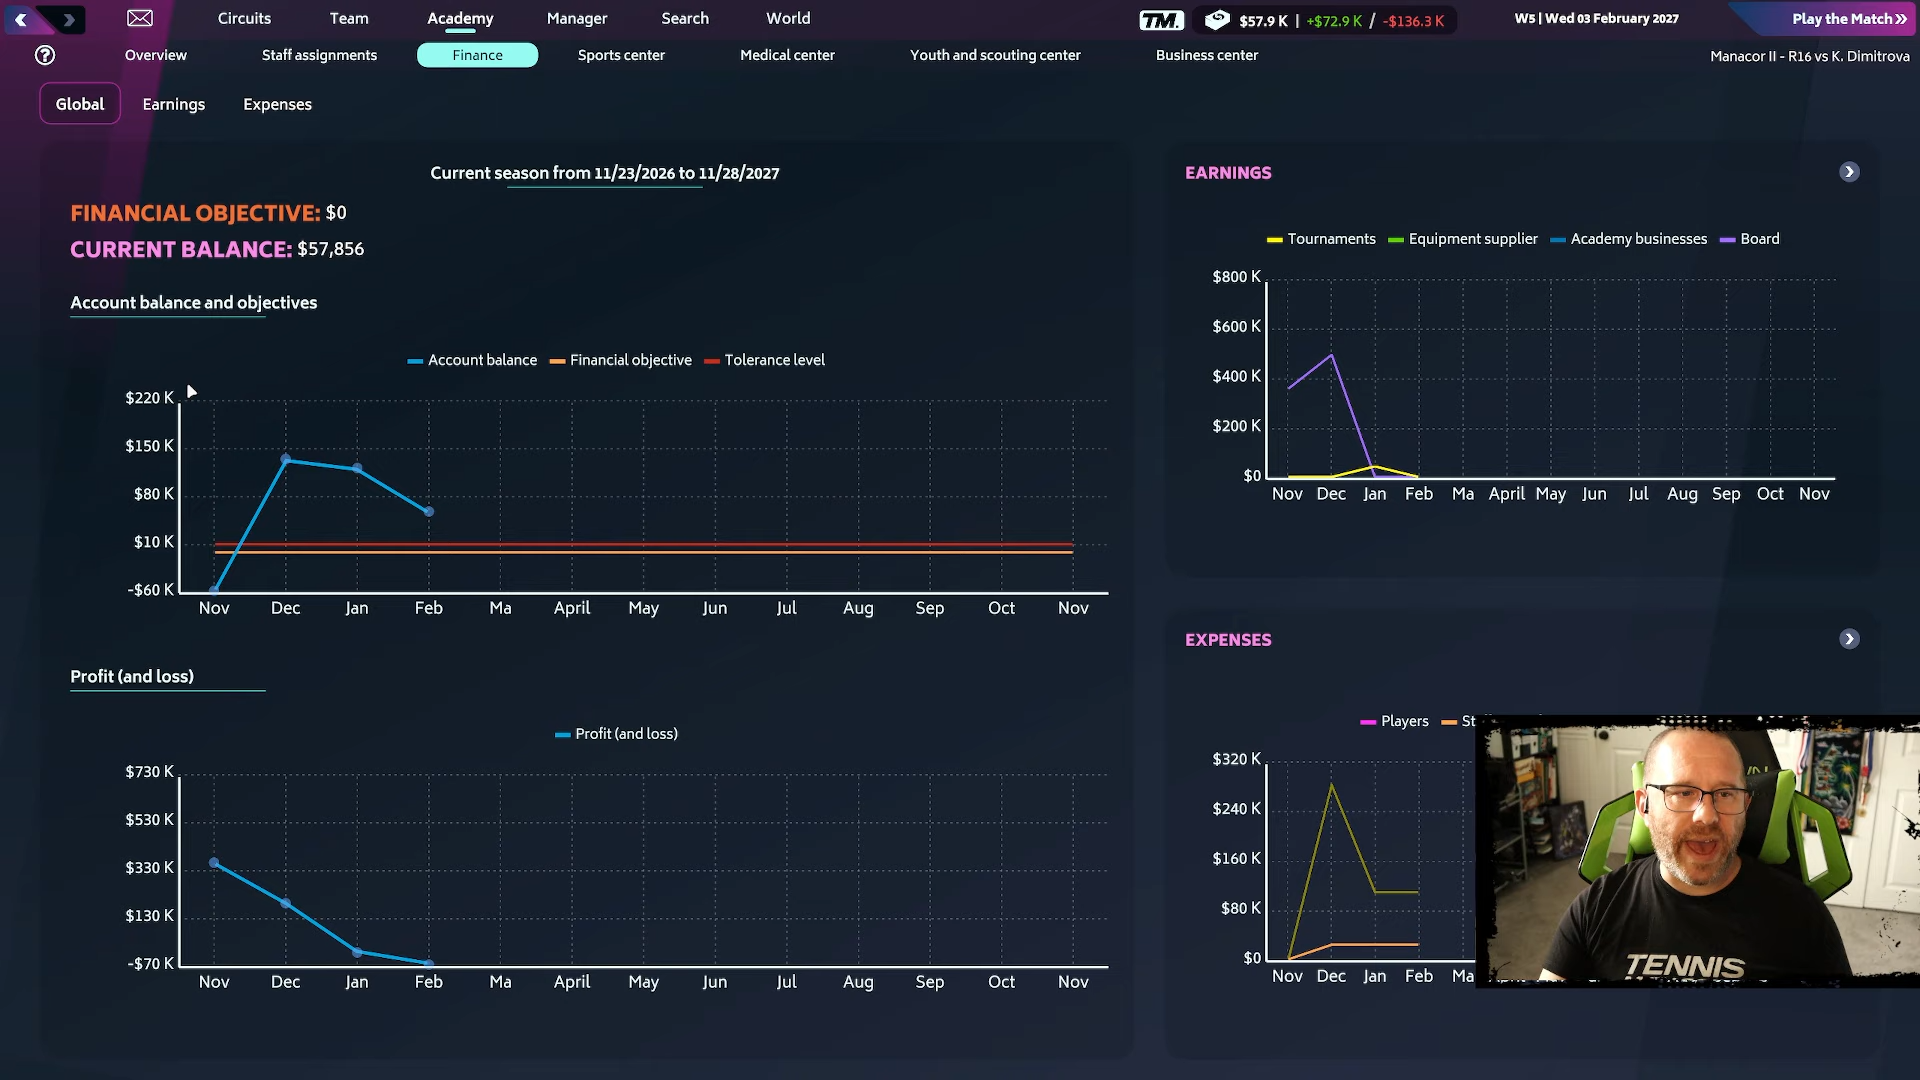 Circuits Team Academy Manager Search World TM. $57.9 K | +$72.9 K / -$136.3 K W5 | Wed 03 February 2027 Play the Match
Overview Staff assignments Finance Sports center Medical center Youth and scouting center Business center Manacor II - R16 vs K. Dimitrova
Global Earnings Expenses
Current season from 11/23/2026 to 11/28/2027
FINANCIAL OBJECTIVE: $0
CURRENT BALANCE: $57,856
Account balance and objectives
Account balance Financial objective Tolerance level
$220 K
$150 K
$80 K
$10 K
-$60 K
Nov Dec Jan Feb Ma April May Jun Jul Aug Sep Oct Nov
Profit (and loss)
Profit (and loss)
$730 K
$530 K
$330 K
$130 K
-$70 K
Nov Dec Jan Feb Ma April May Jun Jul Aug Sep Oct Nov
EARNINGS
Tournaments Equipment supplier Academy businesses Board
$800 K
$600 K
$400 K
$200 K
$0
Nov Dec Jan Feb Ma April May Jun Jul Aug Sep Oct Nov
EXPENSES
Players St
$320 K
$240 K
$160 K
$80 K
$0
Nov Dec Jan Feb Ma
TENNIS